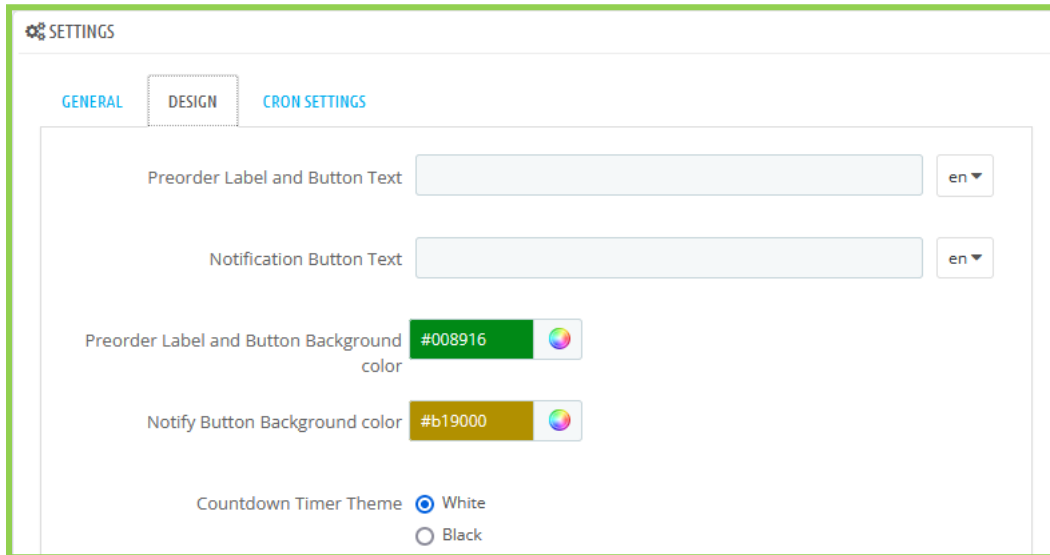 SETTINGS
GENERAL DESIGN CRON SETTINGS
Preorder Label and Button Text en
Notification Button Text en
Preorder Label and Button Background
color
#008916
Notify Button Background color #b19000
Countdown Timer Theme White
Black